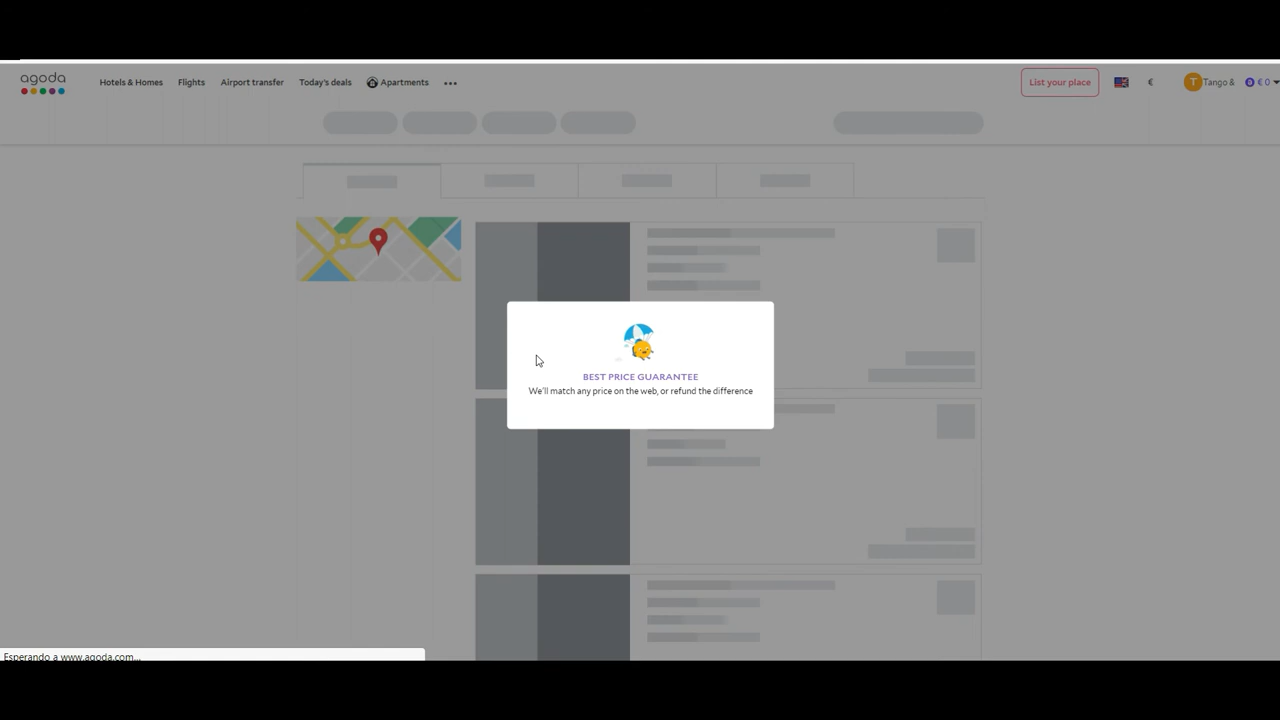 agoda
Hotels & Homes
Flights
Airport transfer
Today's deals
Apartments
List your place
€
T
Tango &
€ 0
BEST PRICE GUARANTEE
We'll match any price on the web, or refund the difference
Esperando a www.agoda.com...